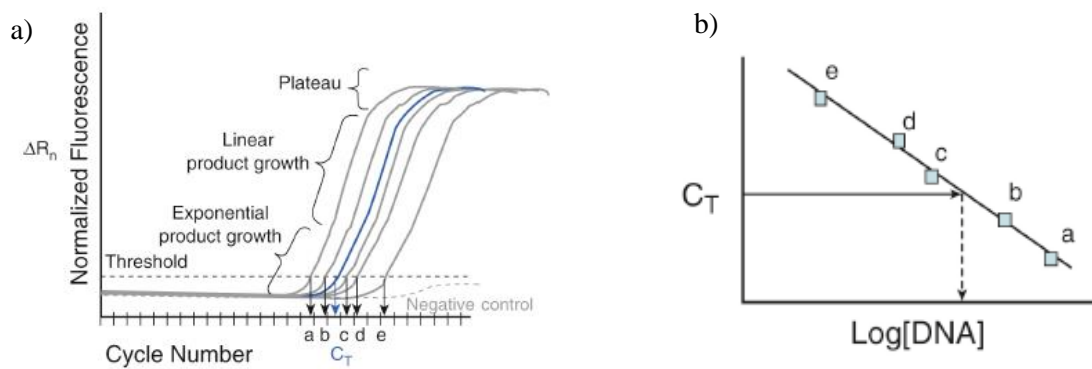 a)
Normalized Fluorescence
ΔRn
Plateau
Linear
product growth
Exponential
product growth
Threshold
Negative control
a b c d e
Cycle Number
CT
b)
e
d
c
b
a
CT
Log[DNA]